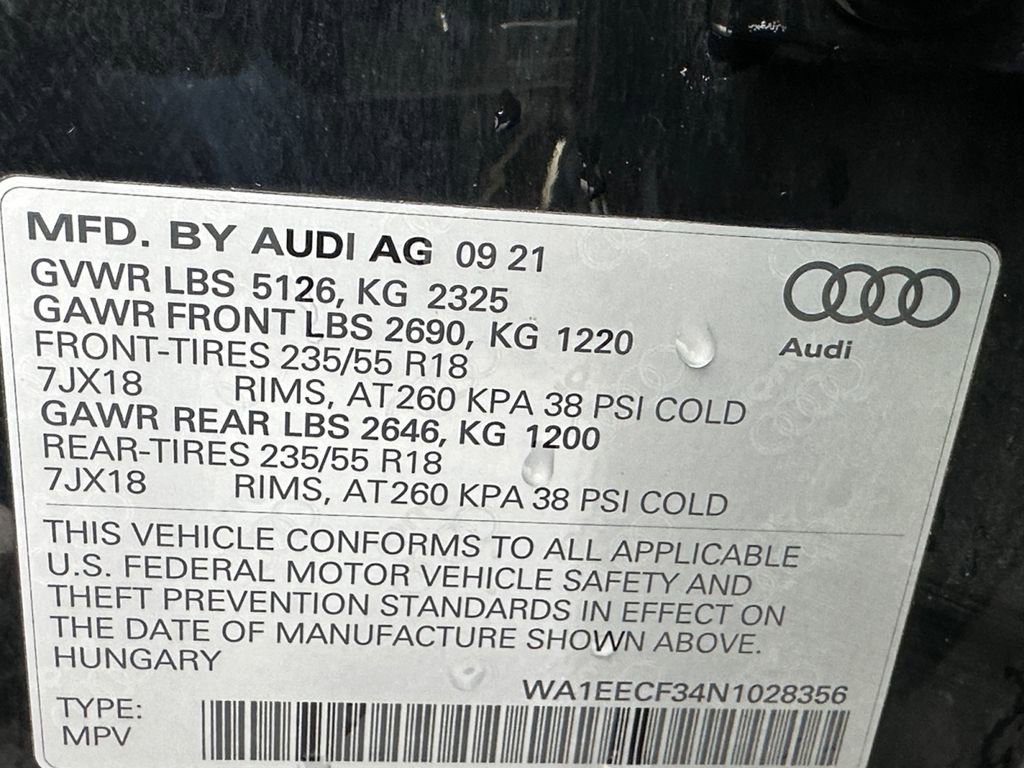 MFD. BY AUDI AG 09 21
GVWR LBS 5126, KG 2325
GAWR FRONT LBS 2690, KG 1220
FRONT-TIRES 235/55 R18
7JX18 RIMS, AT 260 KPA 38 PSI COLD
GAWR REAR LBS 2646, KG 1200
REAR-TIRES 235/55 R18
7JX18 RIMS, AT 260 KPA 38 PSI COLD
Audi
THIS VEHICLE CONFORMS TO ALL APPLICABLE
U.S. FEDERAL MOTOR VEHICLE SAFETY AND
THEFT PREVENTION STANDARDS IN EFFECT ON
THE DATE OF MANUFACTURE SHOWN ABOVE.
HUNGARY
WA1EECF34N1028356
TYPE:
MPV